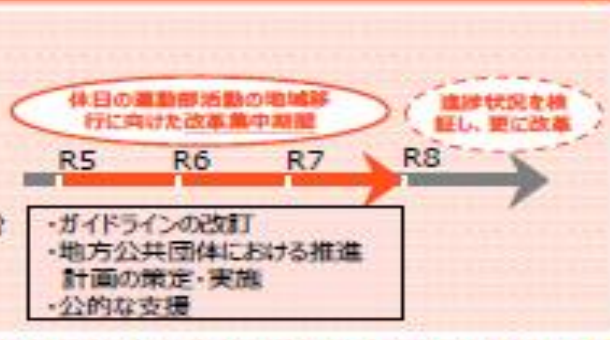 休日の運動部活動の地域移
行に向けた改革集中期間
進捗状況を検
証し、更に改革
R5 R6 R7 R8
・ガイドラインの改訂
・地方公共団体における推進
計画の策定・実施
・公的な支援